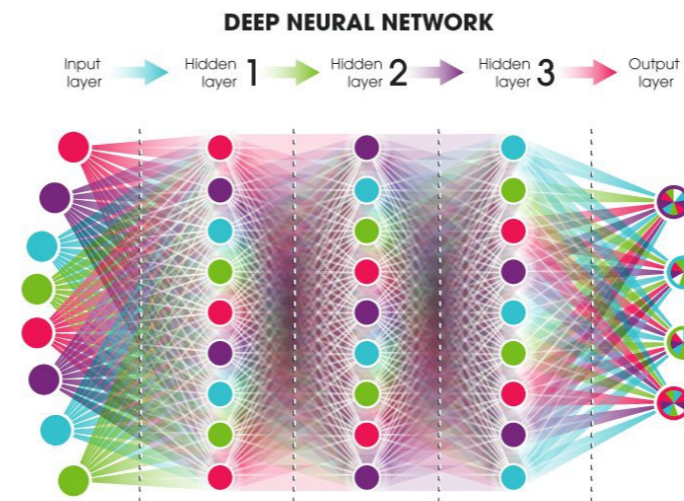 DEEP NEURAL NETWORK
Input layer
Hidden layer 1
Hidden layer 2
Hidden layer 3
Output layer